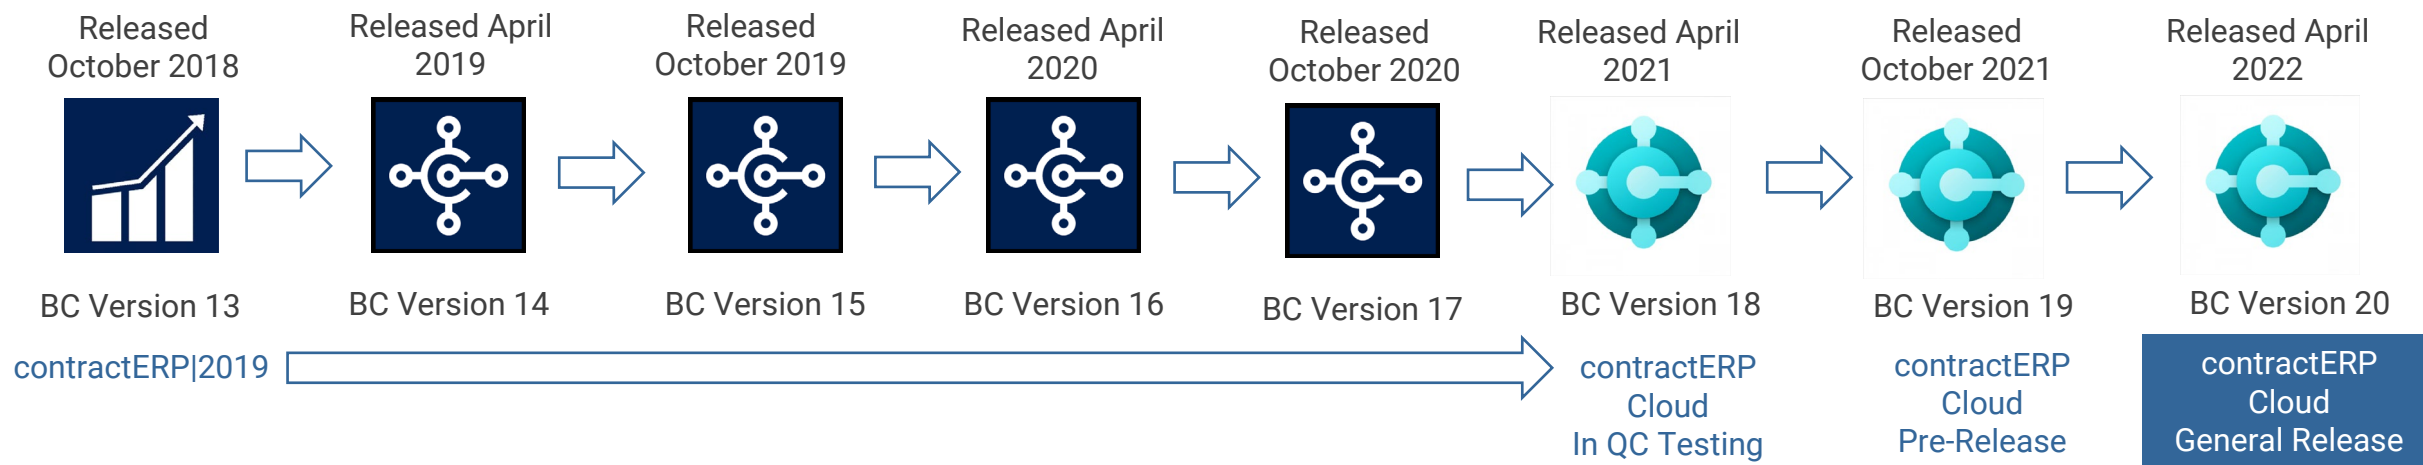 Released
October 2018
Released April
2019
Released
October 2019
Released April
2020
Released
October 2020
Released April
2021
Released
October 2021
Released April
2022
BC Version 13
BC Version 14
BC Version 15
BC Version 16
BC Version 17
BC Version 18
BC Version 19
BC Version 20
contractERP|2019
contractERP
Cloud
In QC Testing
contractERP
Cloud
Pre-Release
contractERP
Cloud
General Release